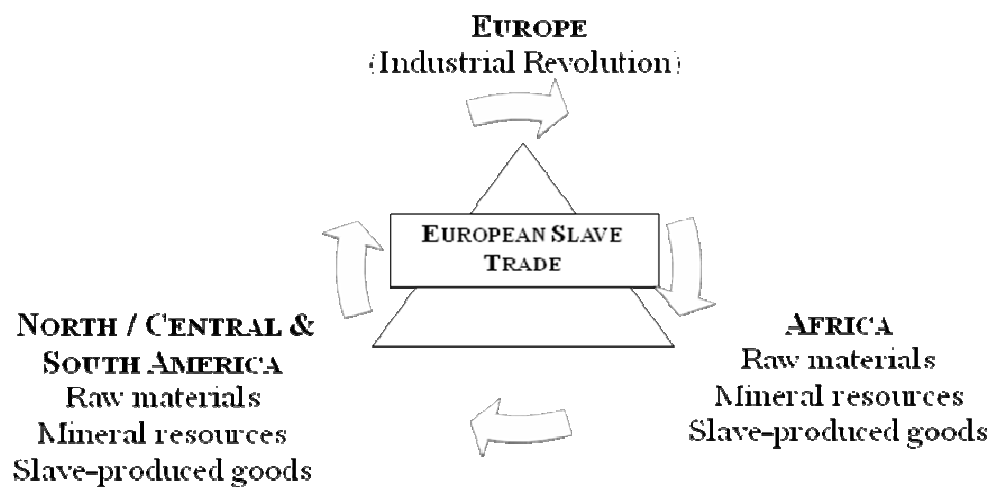 EUROPE
(Industrial Revolution)
EUROPEAN SLAVE
TRADE
NORTH / CENTRAL &
SOUTH AMERICA
Raw materials
Mineral resources
Slave-produced goods
AFRICA
Raw materials
Mineral resources
Slave-produced goods